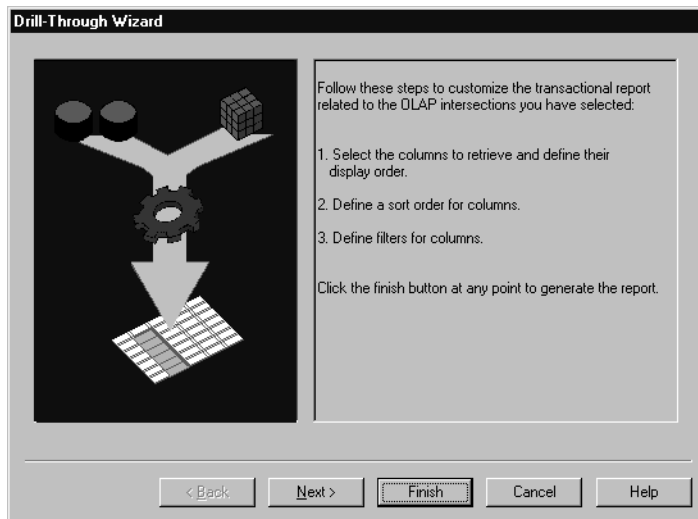 Drill-Through Wizard
Follow these steps to customize the transactional report
related to the OLAP intersections you have selected:
1. Select the columns to retrieve and define their
display order.
2. Define a sort order for columns.
3. Define filters for columns.
Click the finish button at any point to generate the report.
< Back
Next >
Finish
Cancel
Help